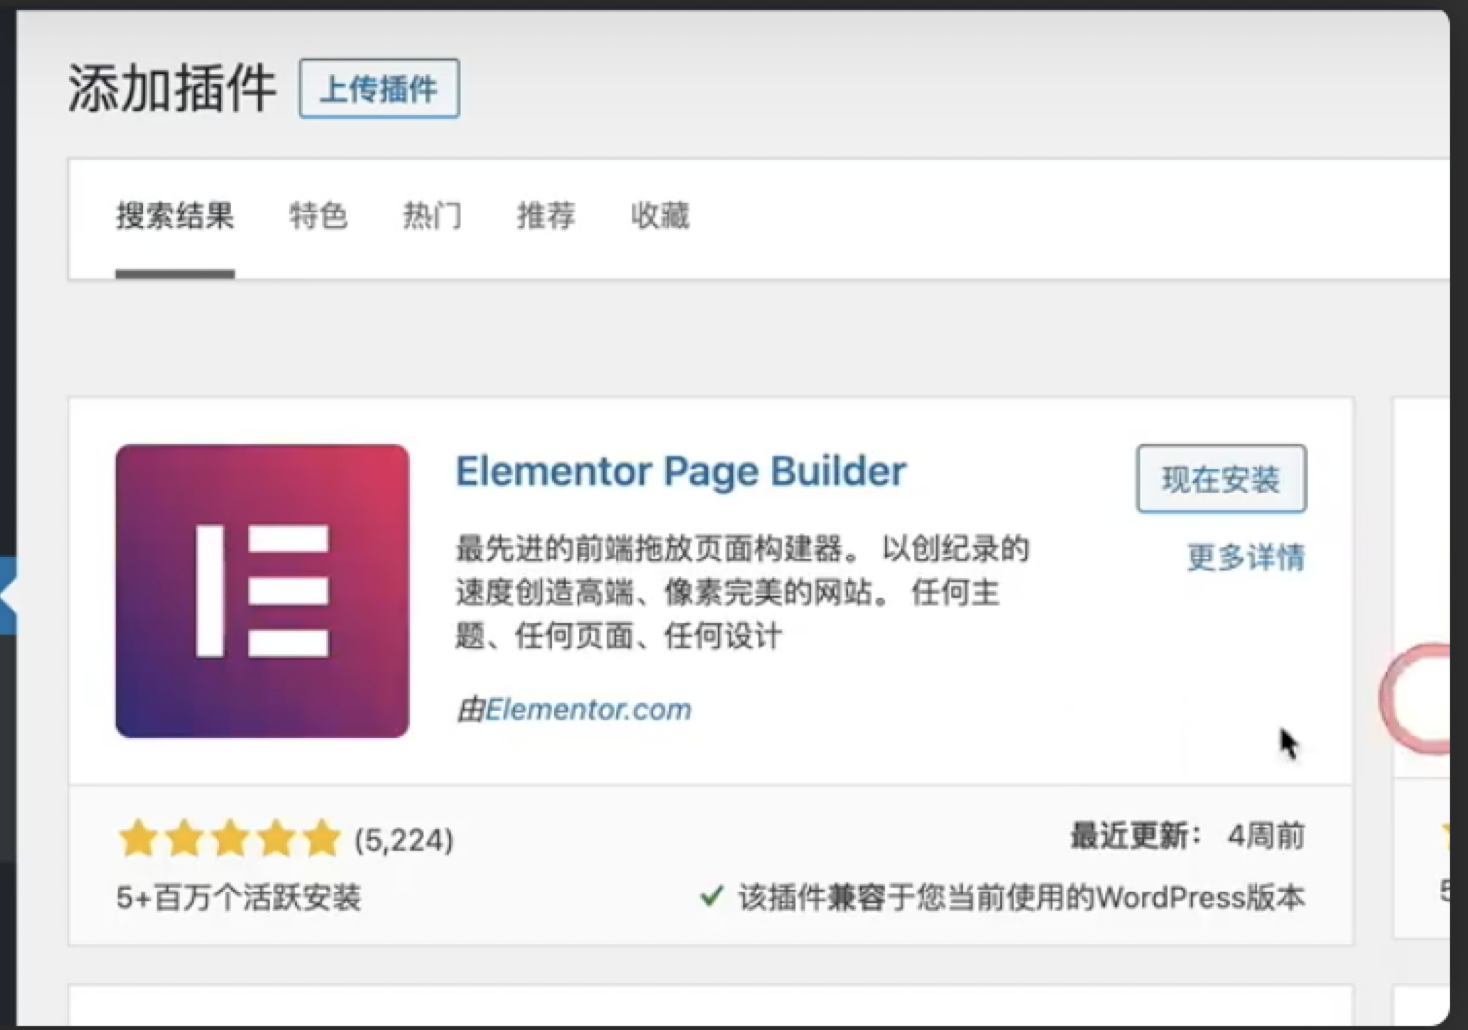 添加插件 上传插件
搜索结果 特色 热门 推荐 收藏
Elementor Page Builder
现在安装
最先进的前端拖放页面构建器。 以创纪录的
更多详情
速度创造高端、像素完美的网站。 任何主
题、任何页面、任何设计
由Elementor.com
(5,224)
最近更新： 4周前
5+百万个活跃安装
该插件兼容于您当前使用的WordPress版本